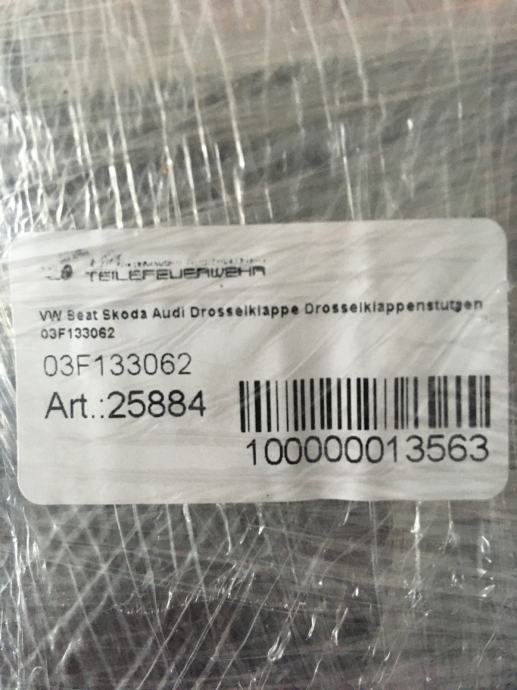 TEILEFEUERWEHR
VW Seat Skoda Audi Drosselklappe Drosselklappenstutzen
03F133062
03F133062
Art.:25884
100000013563